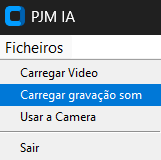 PJM IA
Ficheiros
Carregar Video
Carregar gravação som
Usar a Camera
Sair